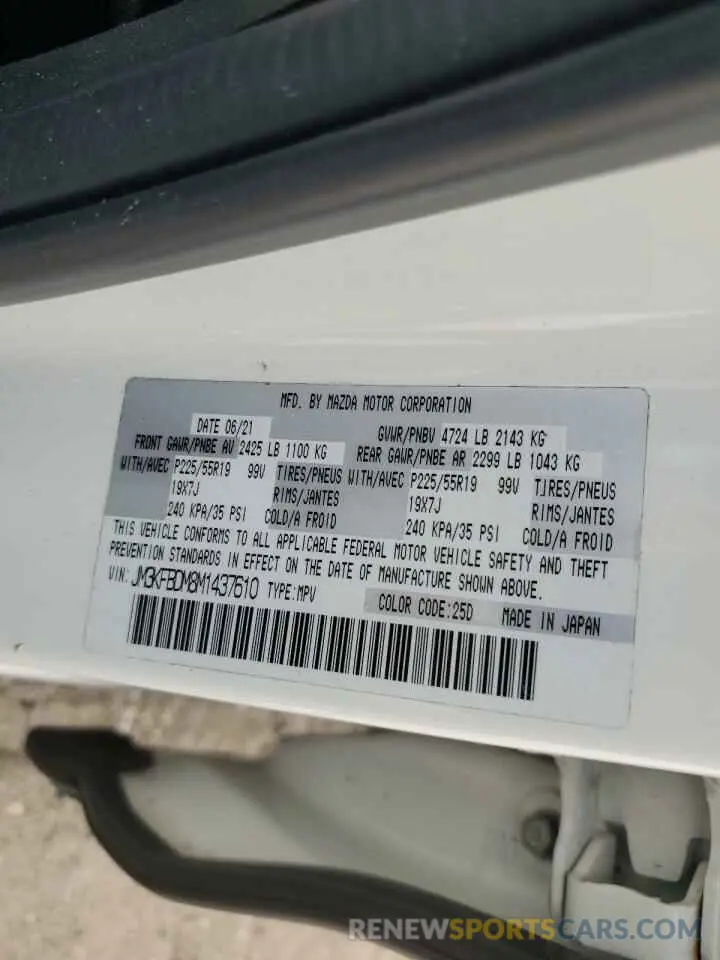 MFD. BY MAZDA MOTOR CORPORATION
DATE 06/21 GVWR/PNBV 4724 LB 2143 KG
FRONT GAWR/PNBE AV 2425 LB 1100 KG REAR GAWR/PNBE AR 2299 LB 1043 KG
WITH/AVEC P225/55R19 99V TIRES/PNEUS WITH/AVEC P225/55R19 99V TIRES/PNEUS
19X7J RIMS/JANTES 19X7J RIMS/JANTES
240 KPA/35 PSI COLD/A FROID 240 KPA/35 PSI COLD/A FROID
THIS VEHICLE CONFORMS TO ALL APPLICABLE FEDERAL MOTOR VEHICLE SAFETY AND THEFT
PREVENTION STANDARDS IN EFFECT ON THE DATE OF MANUFACTURE SHOWN ABOVE.
VIN: JM3KFBDM8M1437610 TYPE:MPV
COLOR CODE:25D MADE IN JAPAN
RENEWSPORTSCARS.COM